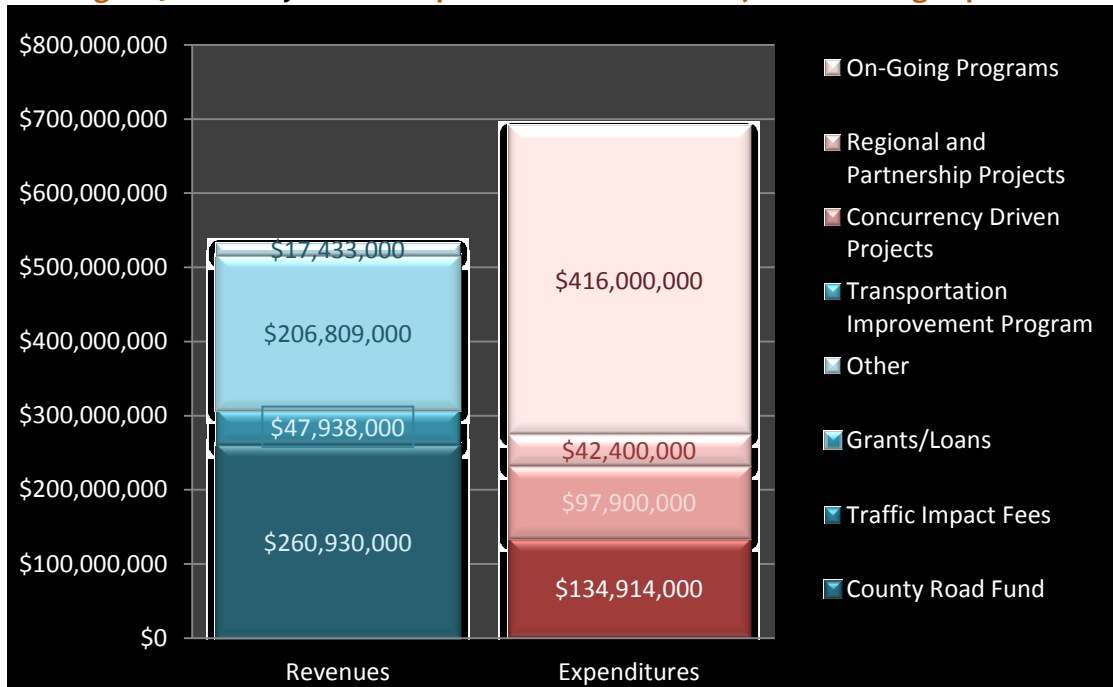 $800,000,000
$700,000,000
$600,000,000
$500,000,000
$400,000,000
$300,000,000
$200,000,000
$100,000,000
$0
$17,433,000
$206,809,000
$47,938,000
$260,930,000
$416,000,000
$42,400,000
$97,900,000
$134,914,000
Revenues
Expenditures
On-Going Programs
Regional and
Partnership Projects
Concurrency Driven
Projects
Transportation
Improvement Program
Other
Grants/Loans
Traffic Impact Fees
County Road Fund